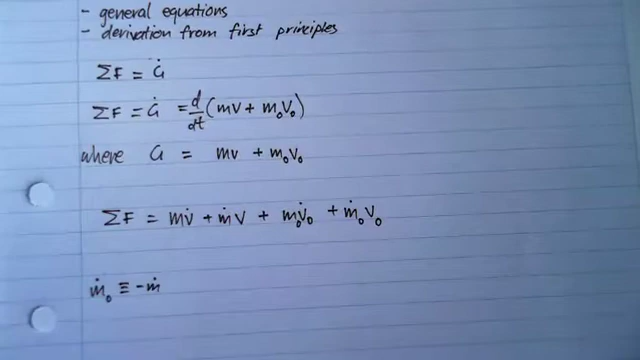 - general equations
- derivation from first principles
ΣF = Ġ
ΣF = Ġ = d/dt (mv + m₀v₀)
where G = mv + m₀v₀
ΣF = mv̇ + ṁv + m₀v̇₀ + ṁ₀v₀
ṁ₀ ≡ -ṁ